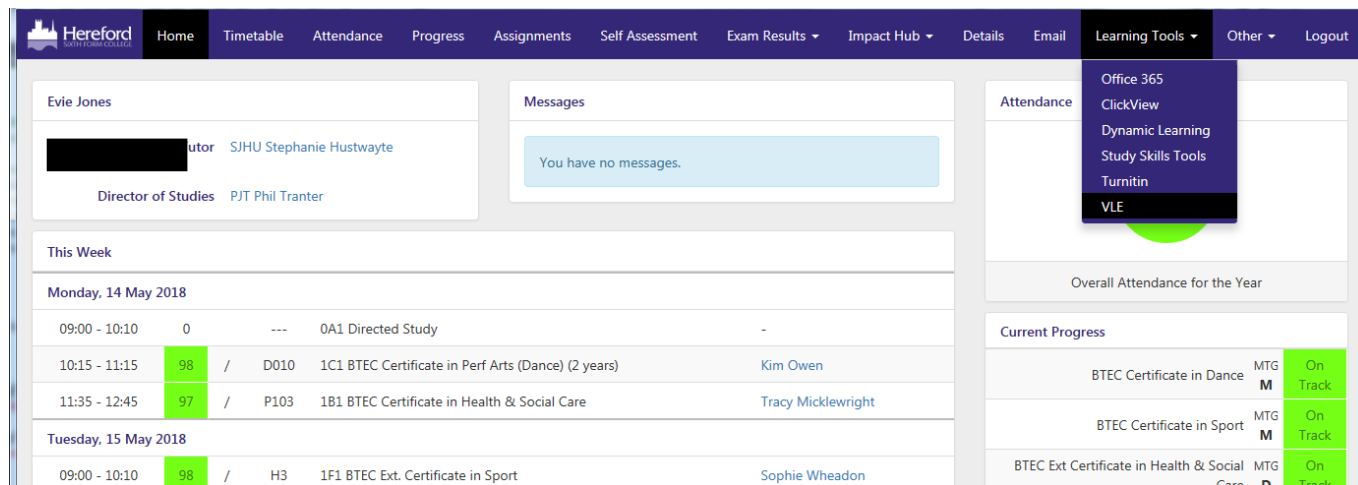 Hereford
SIXTH FORM COLLEGE
Home Timetable Attendance Progress Assignments Self Assessment Exam Results Impact Hub Details Email Learning Tools Other Logout
Office 365
ClickView
Dynamic Learning
Study Skills Tools
Turnitin
VLE
Evie Jones
utor SJHU Stephanie Hustwayte
Director of Studies PJT Phil Tranter
Messages
You have no messages.
Attendance
Overall Attendance for the Year
This Week
Monday, 14 May 2018
09:00 - 10:10 0 --- 0A1 Directed Study -
10:15 - 11:15 98 / D010 1C1 BTEC Certificate in Perf Arts (Dance) (2 years) Kim Owen
11:35 - 12:45 97 / P103 1B1 BTEC Certificate in Health & Social Care Tracy Micklewright
Tuesday, 15 May 2018
09:00 - 10:10 98 / H3 1F1 BTEC Ext. Certificate in Sport Sophie Wheadon
Current Progress
BTEC Certificate in Dance MTG M On Track
BTEC Certificate in Sport MTG M On Track
BTEC Ext Certificate in Health & Social MTG On
Care Track